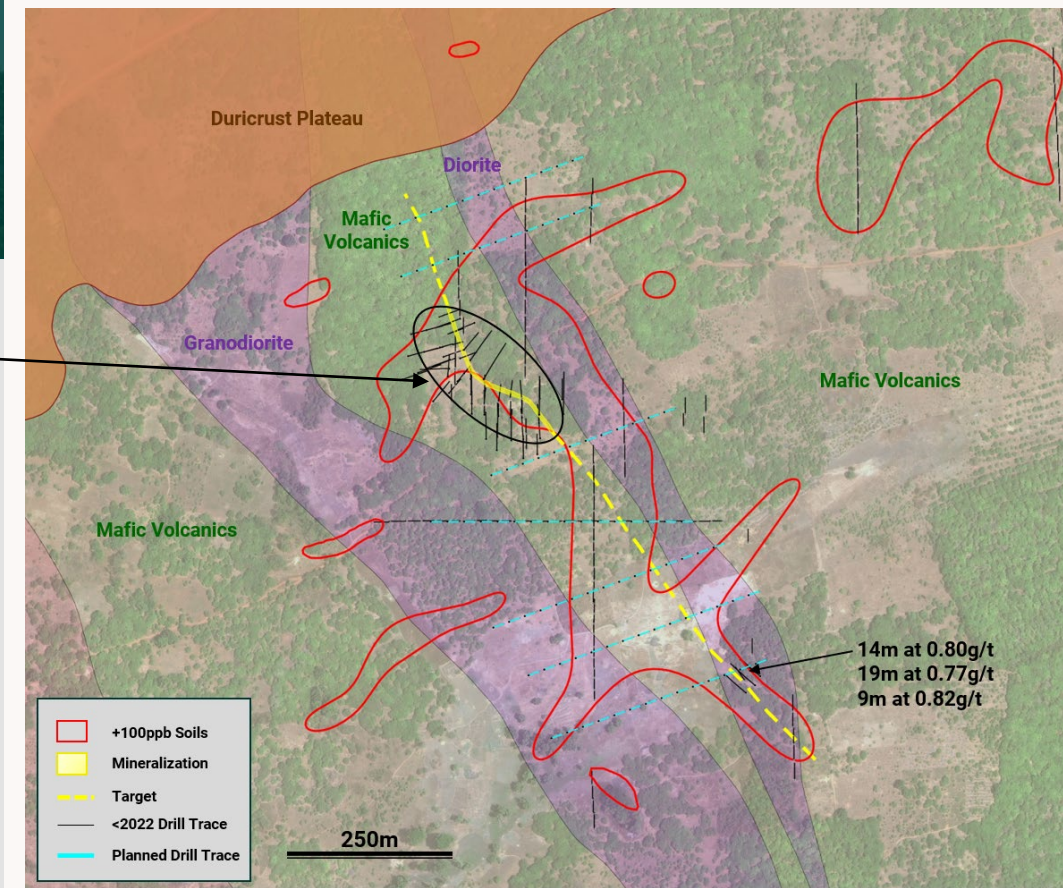 Duricrust Plateau
Diorite
Mafic
Volcanics
Granodiorite
Mafic Volcanics
Mafic Volcanics
14m at 0.80g/t
19m at 0.77g/t
9m at 0.82g/t
+100ppb Soils
Mineralization
Target
<2022 Drill Trace
Planned Drill Trace
250m